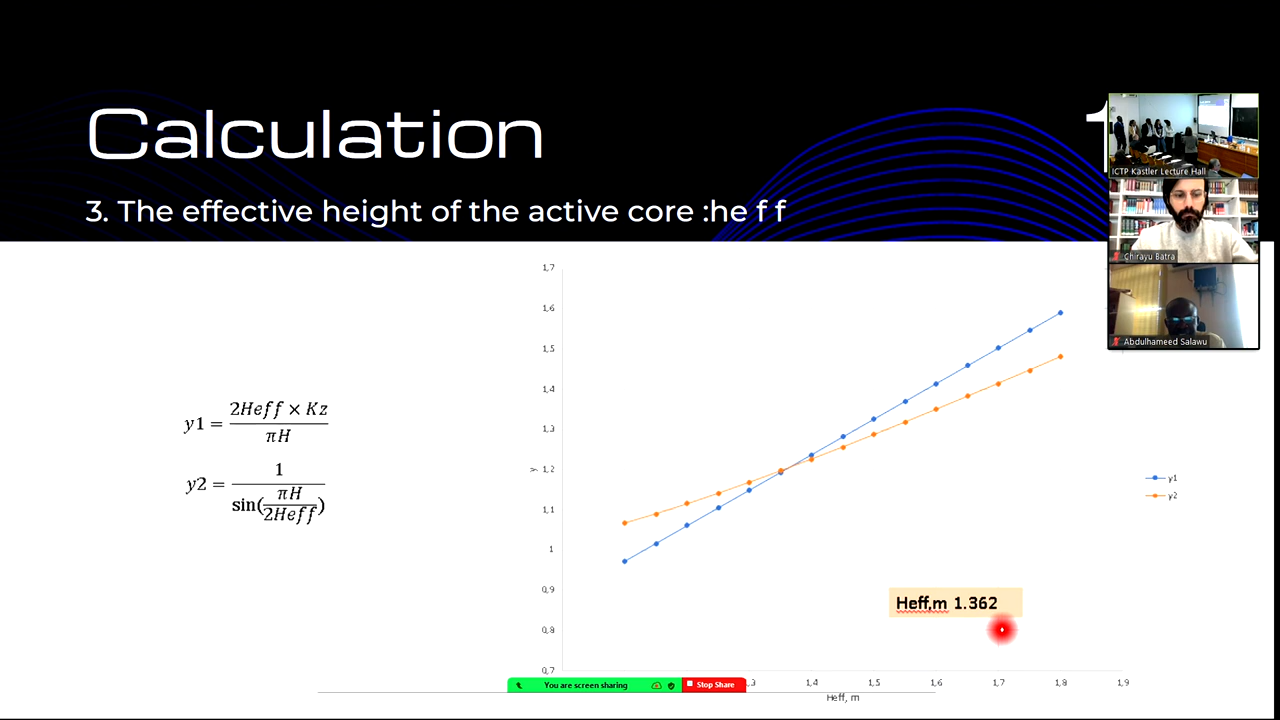 Calculation
3. The effective height of the active core :he f f
ICTP Kastler Lecture Hall
Chirayu Batra
Abdulhameed Salawu
y1 = 2Heff × Kz / πH
y2 = 1 / sin(πH / 2Heff)
1,7
1,6
1,5
1,4
1,3
1,2
1,1
1
0,9
0,8
0,7
y
y1
y2
Heff,m 1.362
You are screen sharing
Stop Share
,3
1,4
1,5
1,6
1,7
1,8
1,9
Heff, m